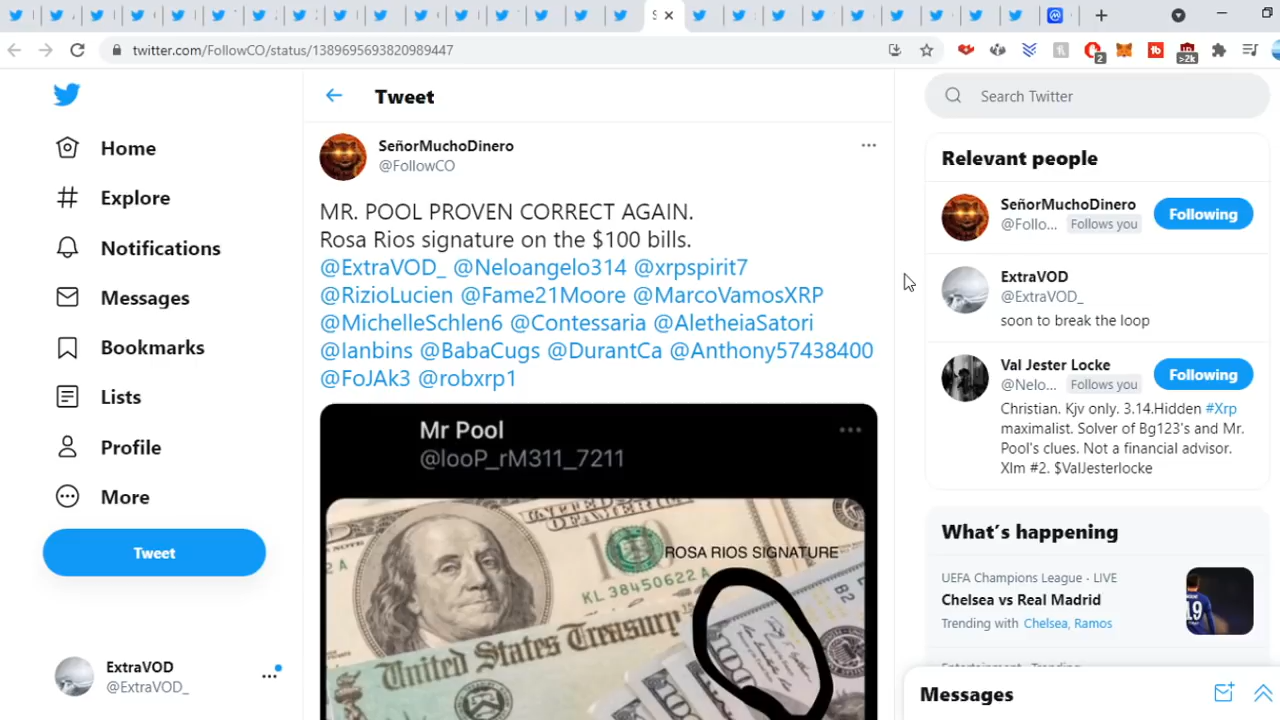 twitter.com/FollowCO/status/1389695693820989447
2
>2k
Home
Explore
Notifications
Messages
Bookmarks
Lists
Profile
More
Tweet
ExtraVOD
@ExtraVOD_
Tweet
SeñorMuchoDinero
@FollowCO
MR. POOL PROVEN CORRECT AGAIN.
Rosa Rios signature on the $100 bills.
@ExtraVOD_ @Neloangelo314 @xrpspirit7
@RizioLucien @Fame21Moore @MarcoVamosXRP
@MichelleSchlen6 @Contessaria @AletheiaSatori
@Ianbins @BabaCugs @DurantCa @Anthony57438400
@FoJAk3 @robxrp1
Mr Pool
@looP_rM311_7211
ROSA RIOS SIGNATURE
KL 38450622 A
United States Treasury
Search Twitter
Relevant people
SeñorMuchoDinero
@Follo... Follows you
Following
ExtraVOD
@ExtraVOD_
soon to break the loop
Val Jester Locke
@Nelo... Follows you
Following
Christian. Kjv only. 3.14.Hidden #Xrp
maximalist. Solver of Bg123's and Mr.
Pool's clues. Not a financial advisor.
Xlm #2. $ValJesterlocke
What's happening
UEFA Champions League · LIVE
Chelsea vs Real Madrid
Trending with Chelsea, Ramos
Entertainment · Trending
Messages